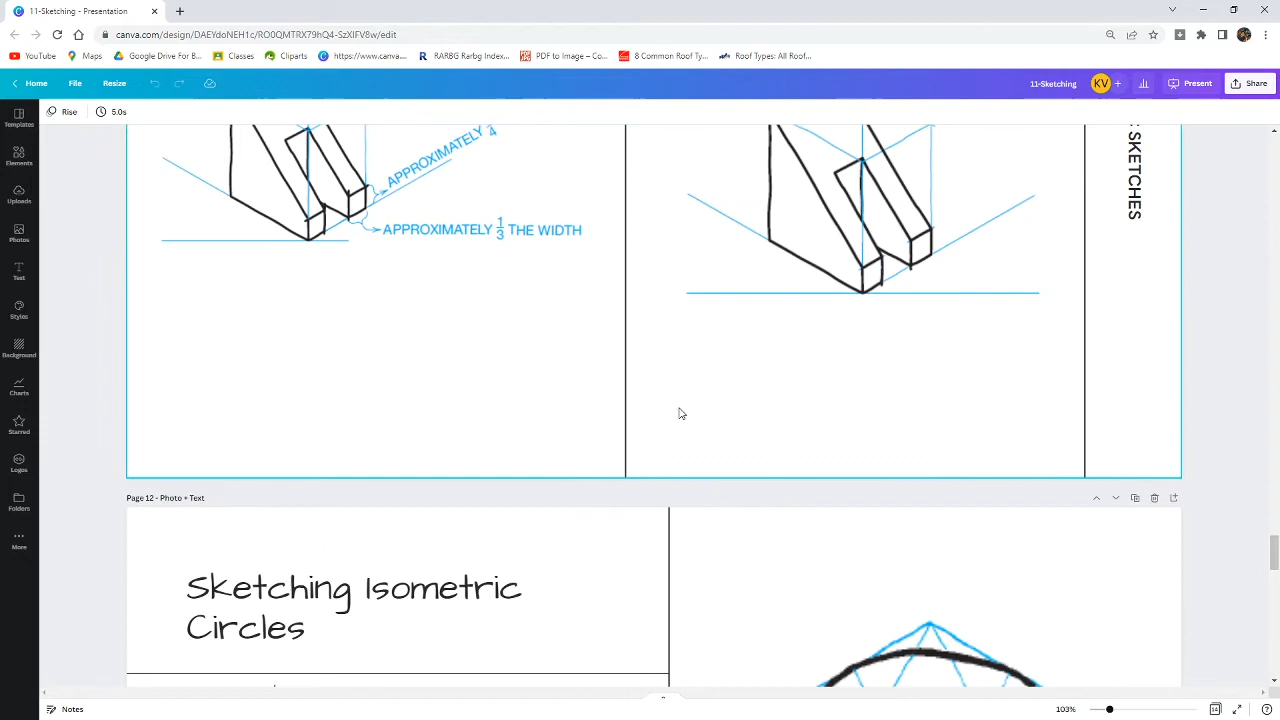 11-Sketching
canva.com/design/DAEYdoNEH1c/RO0QMTRX79hQ4-SzXIFV8w/edit
YouTube
Maps
Google Drive For B...
Classes
Cliparts
https://www.canva...
RARBG Rarbg Index...
PDF to Image – Co...
8 Common Roof Ty...
Roof Types: All Roof...
Home
File
Resize
11-Sketching
KV
Present
Share
Rise
5.0s
Templates
Elements
Uploads
Photos
Text
Styles
Background
Charts
Starred
Logos
Folders
More
APPROXIMATELY
4
APPROXIMATELY 1/3 THE WIDTH
SKETCHES
Page 12 - Photo + Text
Sketching Isometric
Circles
Notes
103%
14